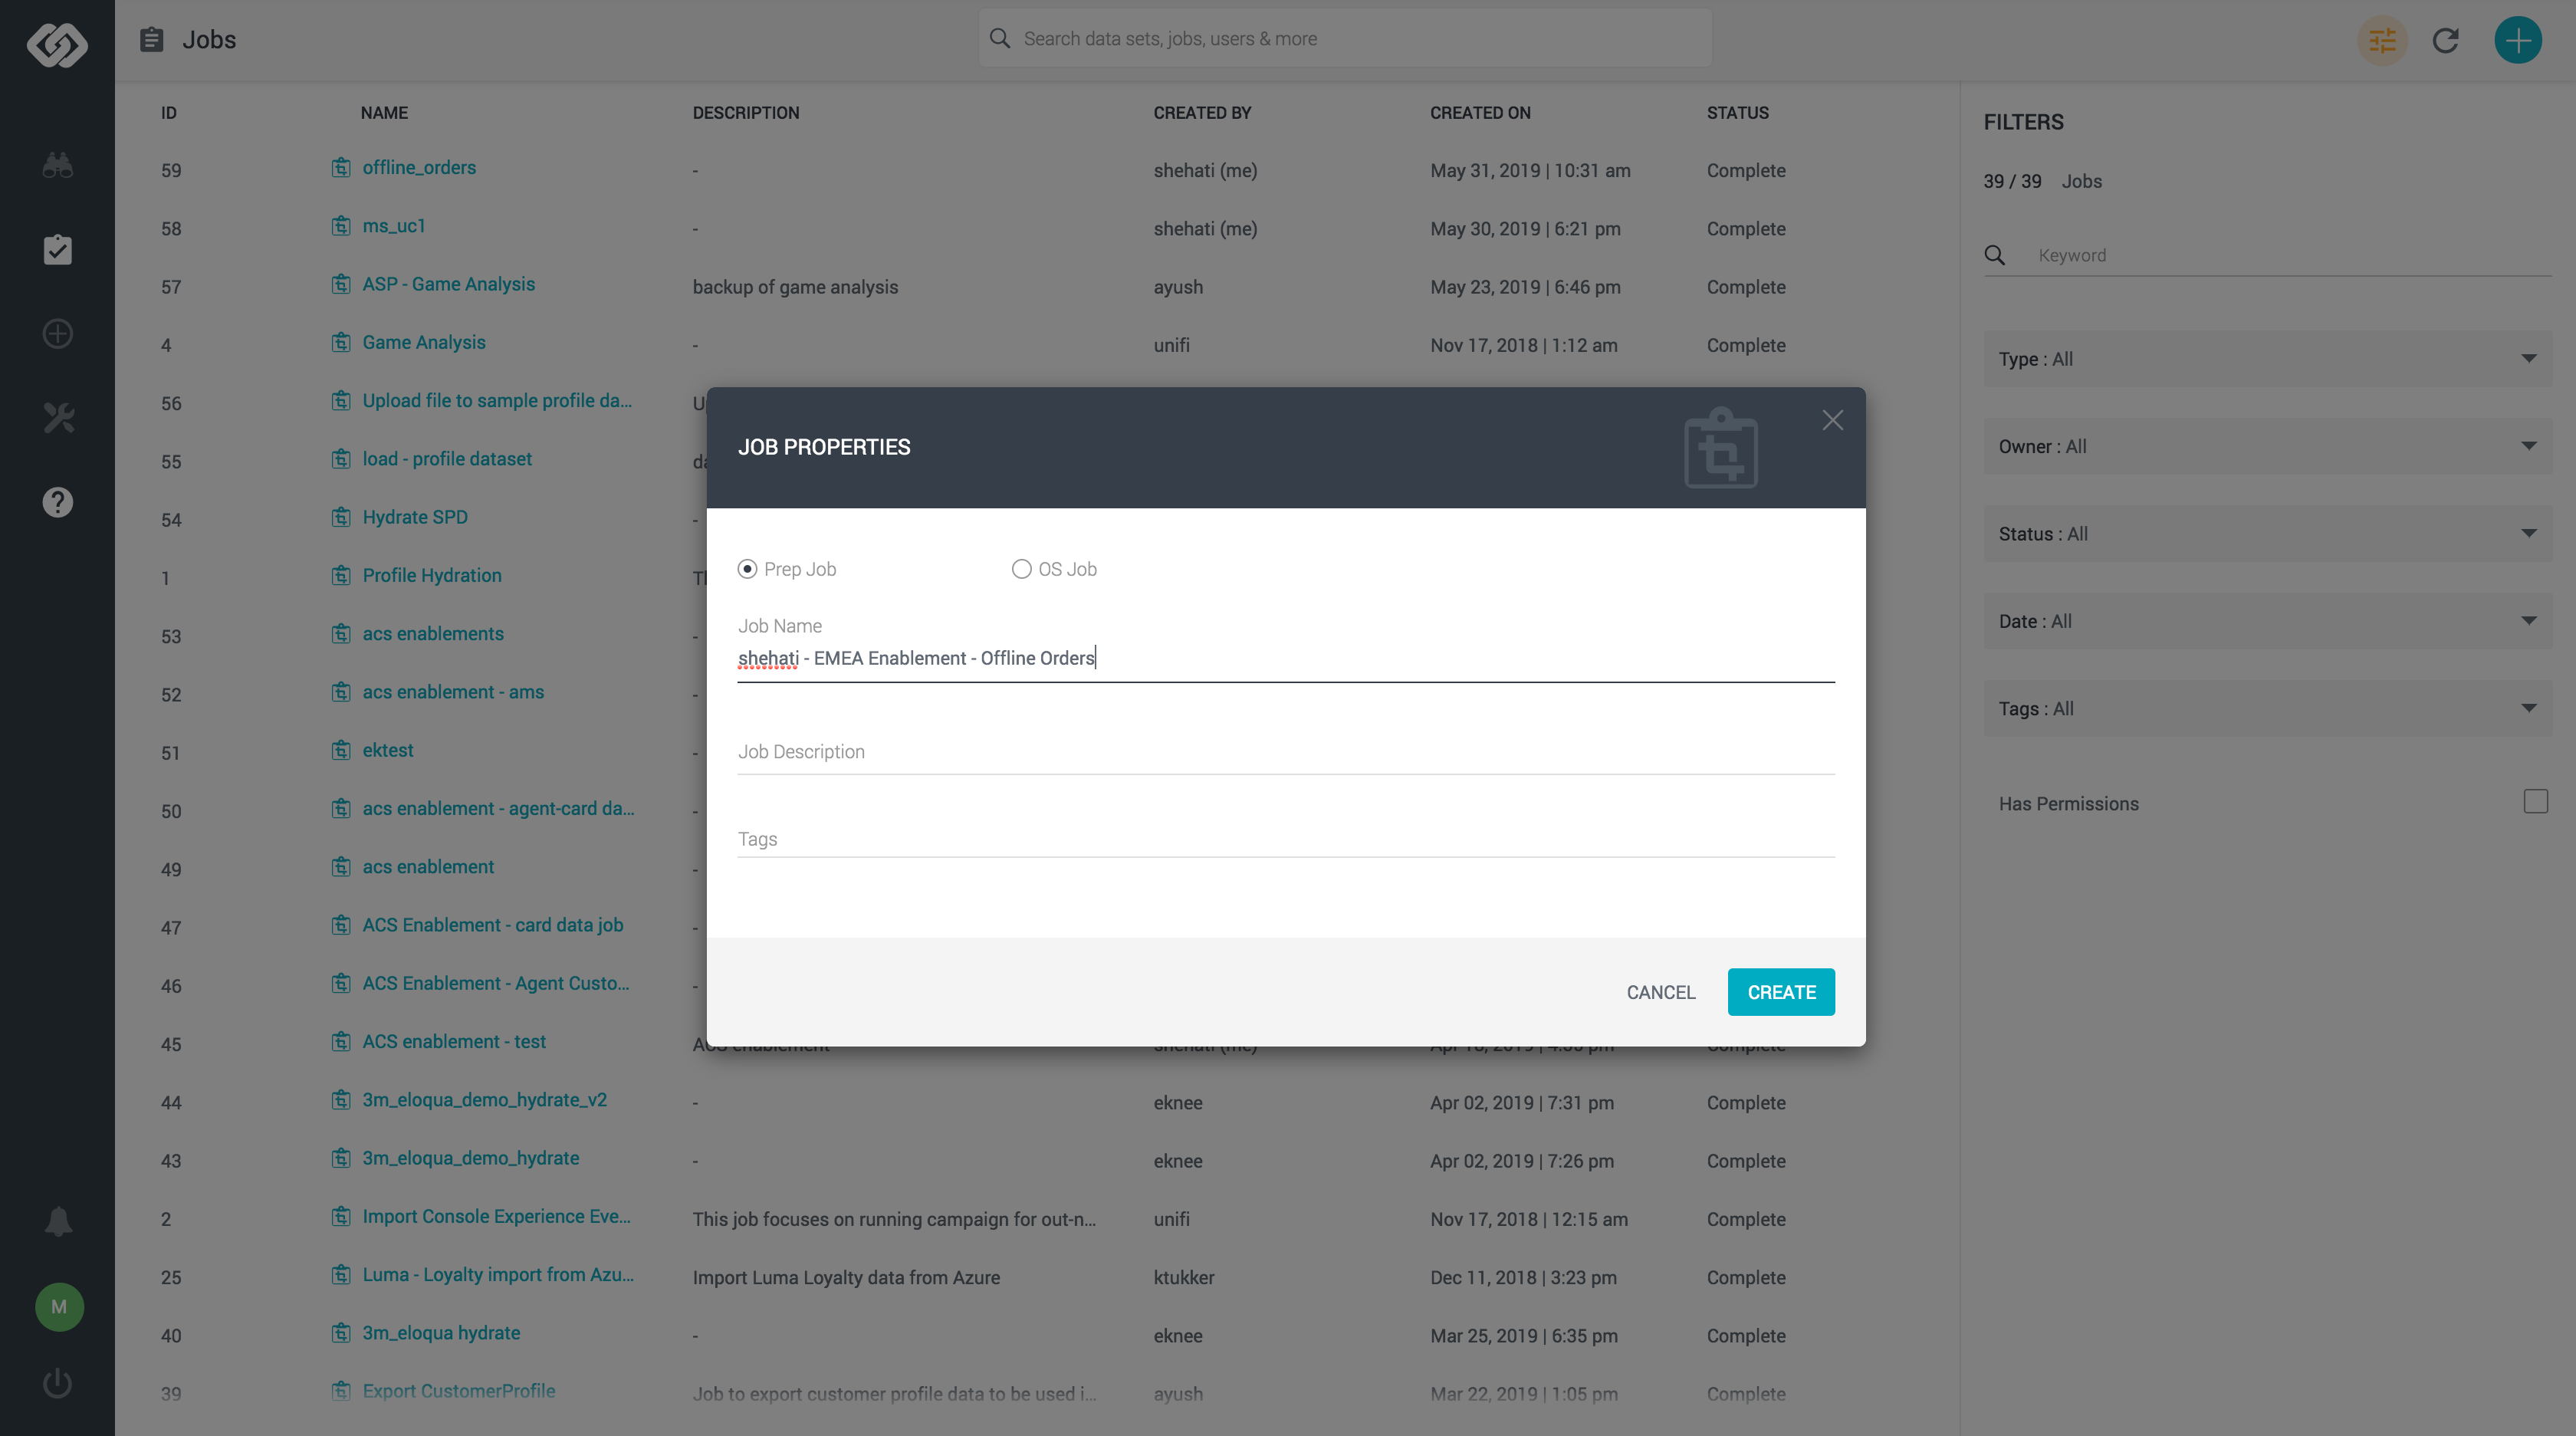 Jobs
Search data sets, jobs, users & more
ID NAME DESCRIPTION CREATED BY CREATED ON STATUS
59 offline_orders - shehati (me) May 31, 2019 | 10:31 am Complete
58 ms_uc1 - shehati (me) May 30, 2019 | 6:21 pm Complete
57 ASP - Game Analysis backup of game analysis ayush May 23, 2019 | 6:46 pm Complete
4 Game Analysis - unifi Nov 17, 2018 | 1:12 am Complete
56 Upload file to sample profile da...
55 load - profile dataset
54 Hydrate SPD -
1 Profile Hydration
53 acs enablements -
52 acs enablement - ams -
51 ektest -
50 acs enablement - agent-card da... -
49 acs enablement -
47 ACS Enablement - card data job -
46 ACS Enablement - Agent Custo... -
45 ACS enablement - test
44 3m_eloqua_demo_hydrate_v2 - eknee Apr 02, 2019 | 7:31 pm Complete
43 3m_eloqua_demo_hydrate - eknee Apr 02, 2019 | 7:26 pm Complete
2 Import Console Experience Eve... This job focuses on running campaign for out-n... unifi Nov 17, 2018 | 12:15 am Complete
25 Luma - Loyalty import from Azu... Import Luma Loyalty data from Azure ktukker Dec 11, 2018 | 3:23 pm Complete
40 3m_eloqua hydrate - eknee Mar 25, 2019 | 6:35 pm Complete
39 Export CustomerProfile Job to export customer profile data to be used i... ayush Mar 22, 2019 | 1:05 pm Complete
JOB PROPERTIES
Prep Job OS Job
Job Name
shehati - EMEA Enablement - Offline Orders
Job Description
Tags
CANCEL CREATE
FILTERS
39 / 39 Jobs
Keyword
Type : All
Owner : All
Status : All
Date : All
Tags : All
Has Permissions
M